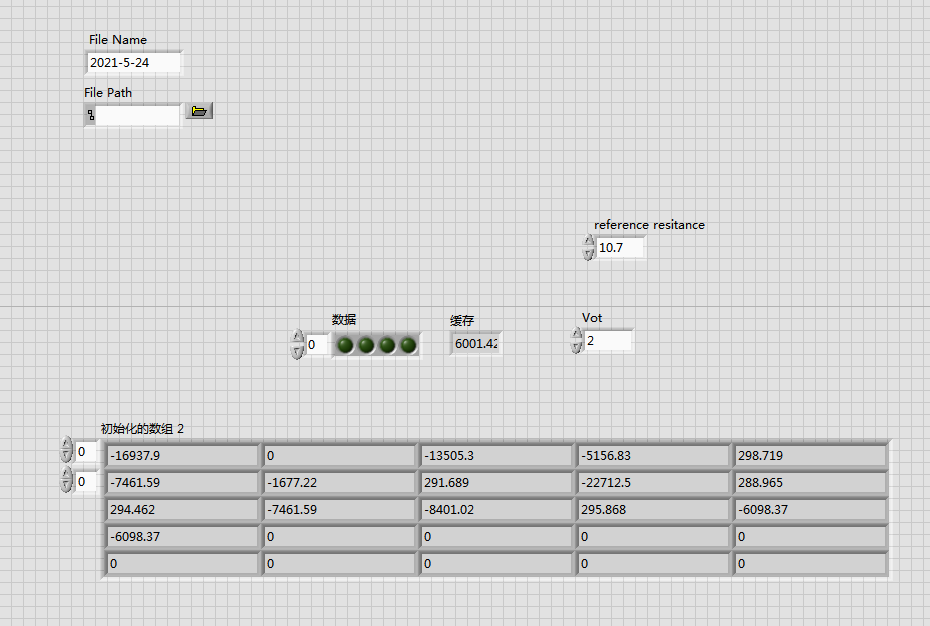 File Name
2021-5-24
File Path
reference resitance
10.7
数据
缓存
Vot
0
6001.42
2
初始化的数组 2
0
-16937.9 0 -13505.3 -5156.83 298.719
0
-7461.59 -1677.22 291.689 -22712.5 288.965
294.462 -7461.59 -8401.02 295.868 -6098.37
-6098.37 0 0 0 0
0 0 0 0 0